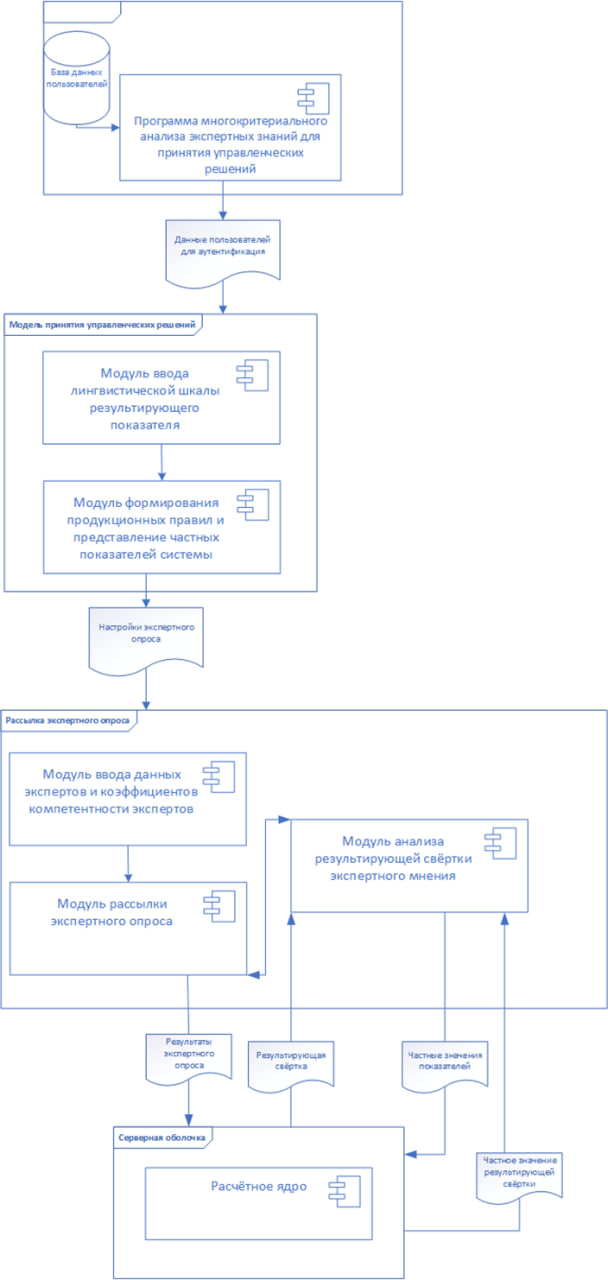 База данных
пользователей
Программа многокритериального
анализа экспертных знаний для
принятия управленческих
решений
Данные пользователей
для аутентификация
Модель принятия управленческих решений
Модуль ввода
лингвистической шкалы
результирующего
показателя
Модуль формирования
продукционных правил и
представление частных
показателей системы
Настройки экспертного
опроса
Рассылка экспертного опроса
Модуль ввода данных
экспертов и коэффициентов
компетентности экспертов
Модуль анализа
результирующей свёртки
экспертного мнения
Модуль рассылки
экспертного опроса
Результаты
экспертного
опроса
Результирующая
свёртка
Частные значения
показателей
Серверная оболочка
Частное значение
результирующей
свёртки
Расчётное ядро